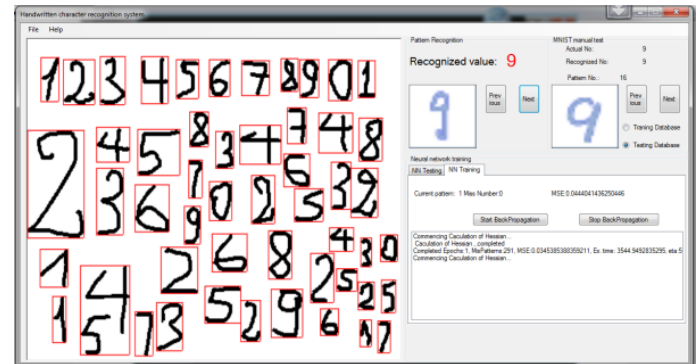 Handwritten character recognition system
File Help
Pattern Recognition
Recognized value: 9
Prev ious
Next
MNIST manual test
Actual No: 9
Recognized No: 9
Pattern No.: 16
Prev ious
Next
Traning Database
Testing Database
Neural network training
NN Testing NN Training
Current pattern: 1 Miss Number:0 MSE:0.0444041436250446
Start BackPropagation Stop BackPropagation
Commencing Caculation of Hessian...
Caculation of Hessian...completed
Completed Epochs:1, MisPatterns:291, MSE:0.0345385388359211, Ex. time: 3544.9492835295, eta:5
Commencing Caculation of Hessian...
1 2 3 4 5 6 7 8 9 0 1
2 4 5 8 3 4 7 4 8
3 6 7 9 0 2 6 5 3 2
1 4 2 6 8 4 3 0
1 5 7 3 5 2 9 2 5 2 5
6 1 7